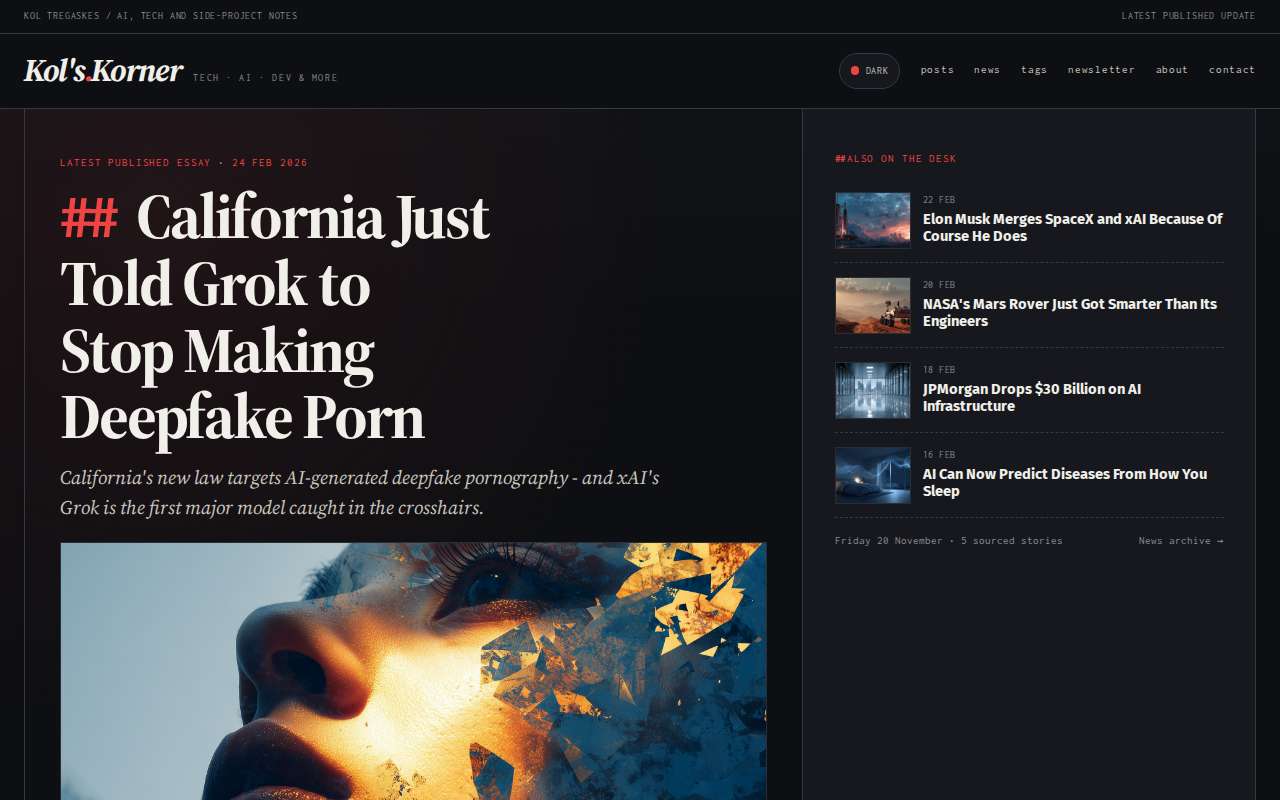 KOL TREGASKES / AI, TECH AND SIDE-PROJECT NOTES
LATEST PUBLISHED UPDATE
Kol's.Korner
TECH · AI · DEV & MORE
DARK
posts
news
tags
newsletter
about
contact
LATEST PUBLISHED ESSAY • 24 FEB 2026
## California Just
Told Grok to
Stop Making
Deepfake Porn
California's new law targets AI-generated deepfake pornography - and xAI's
Grok is the first major model caught in the crosshairs.
##ALSO ON THE DESK
22 FEB
Elon Musk Merges SpaceX and xAI Because Of
Course He Does
20 FEB
NASA's Mars Rover Just Got Smarter Than Its
Engineers
18 FEB
JPMorgan Drops $30 Billion on AI
Infrastructure
16 FEB
AI Can Now Predict Diseases From How You
Sleep
Friday 20 November • 5 sourced stories
News archive →